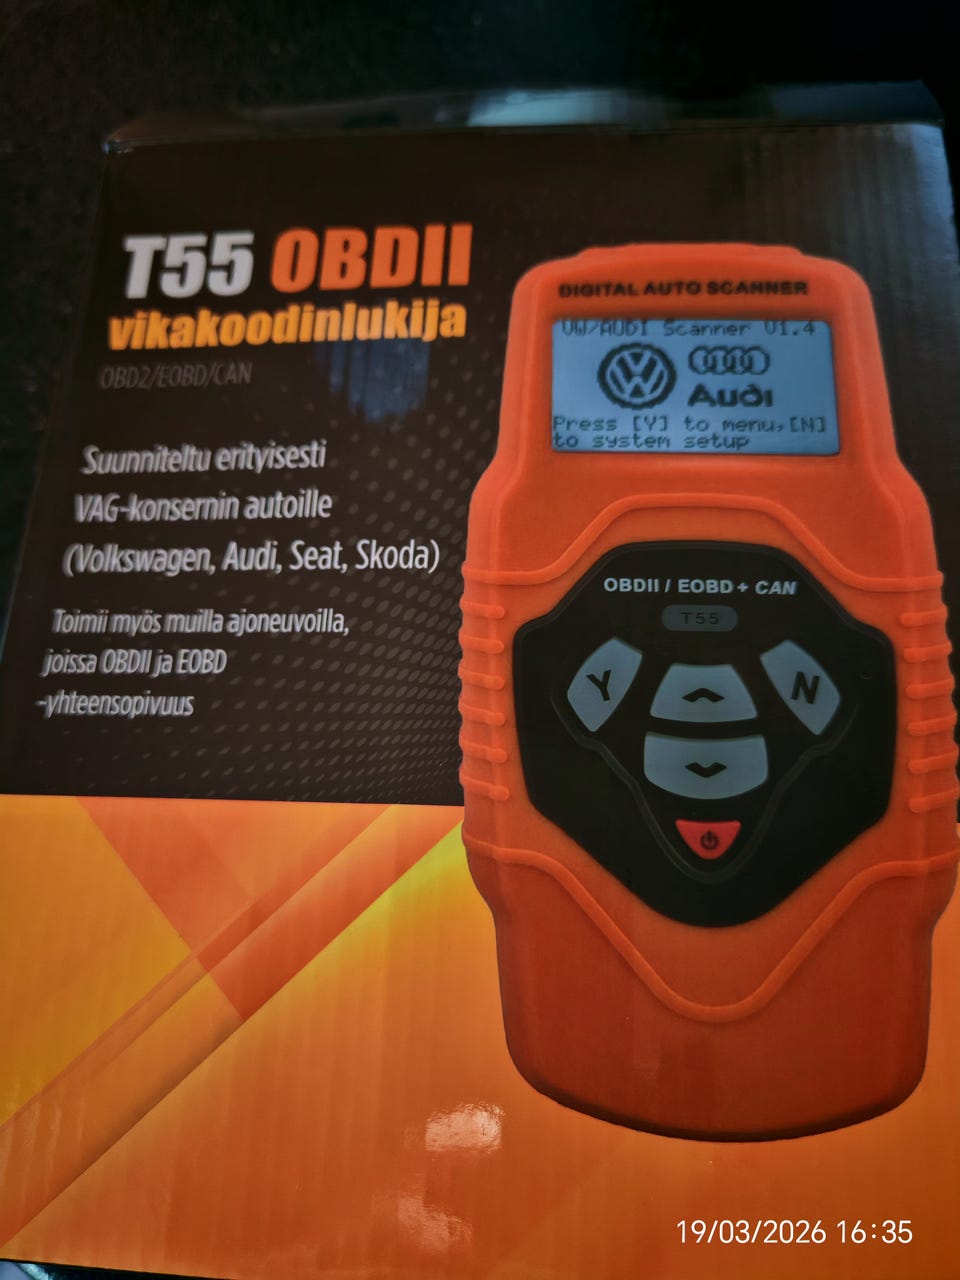 T55 OBDII
vikakoodinlukija
OBD2/EOBD/CAN
Suunniteltu erityisesti
VAG-konsernin autoille
(Volkswagen, Audi, Seat, Skoda)
Toimii myös muilla ajoneuvoilla,
joissa OBDII ja EOBD
-yhteensopivuus
DIGITAL AUTO SCANNER
VW/AUDI Scanner V1.4
Audi
Press [Y] to menu,[N]
to system setup
OBDII / EOBD + CAN
T55
Y
N
19/03/2026 16:35